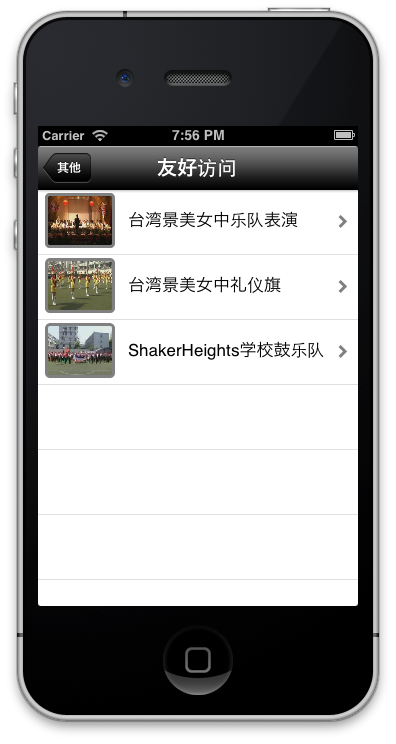 Carrier 7:56 PM
其他 友好访问
台湾景美女中乐队表演
台湾景美女中礼仪旗
ShakerHeights学校鼓乐队